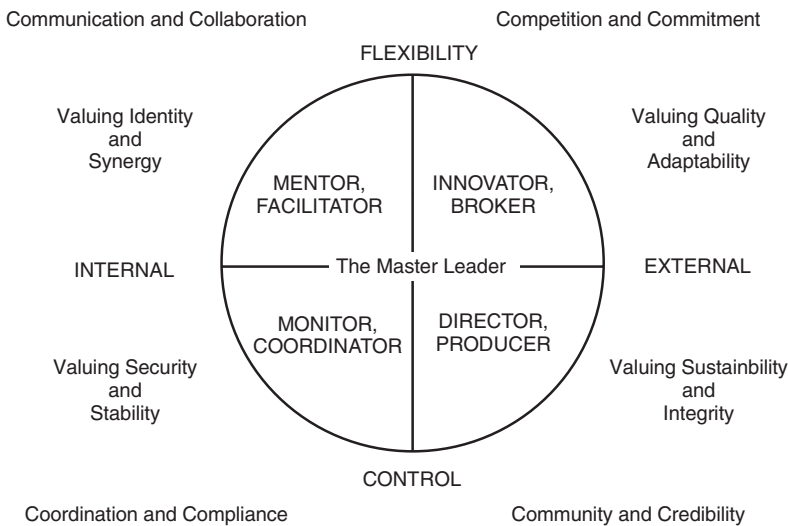 Communication and Collaboration
Competition and Commitment
FLEXIBILITY
Valuing Identity
and
Synergy
Valuing Quality
and
Adaptability
MENTOR,
FACILITATOR
INNOVATOR,
BROKER
INTERNAL
The Master Leader
EXTERNAL
MONITOR,
COORDINATOR
DIRECTOR,
PRODUCER
Valuing Security
and
Stability
Valuing Sustainbility
and
Integrity
CONTROL
Coordination and Compliance
Community and Credibility